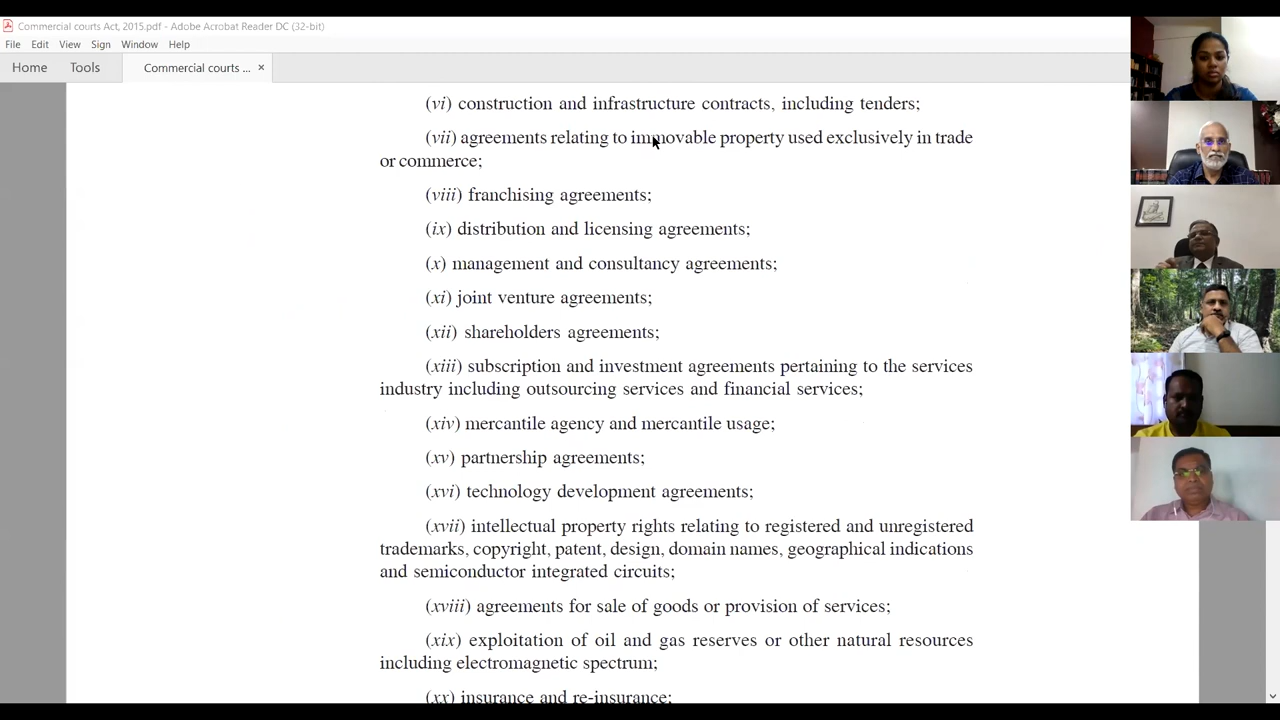 Commercial courts Act, 2015.pdf - Adobe Acrobat Reader DC (32-bit)
File Edit View Sign Window Help
Home Tools Commercial courts ... ×
(vi) construction and infrastructure contracts, including tenders;
(vii) agreements relating to immovable property used exclusively in trade
or commerce;
(viii) franchising agreements;
(ix) distribution and licensing agreements;
(x) management and consultancy agreements;
(xi) joint venture agreements;
(xii) shareholders agreements;
(xiii) subscription and investment agreements pertaining to the services
industry including outsourcing services and financial services;
(xiv) mercantile agency and mercantile usage;
(xv) partnership agreements;
(xvi) technology development agreements;
(xvii) intellectual property rights relating to registered and unregistered
trademarks, copyright, patent, design, domain names, geographical indications
and semiconductor integrated circuits;
(xviii) agreements for sale of goods or provision of services;
(xix) exploitation of oil and gas reserves or other natural resources
including electromagnetic spectrum;
(xx) insurance and re-insurance;